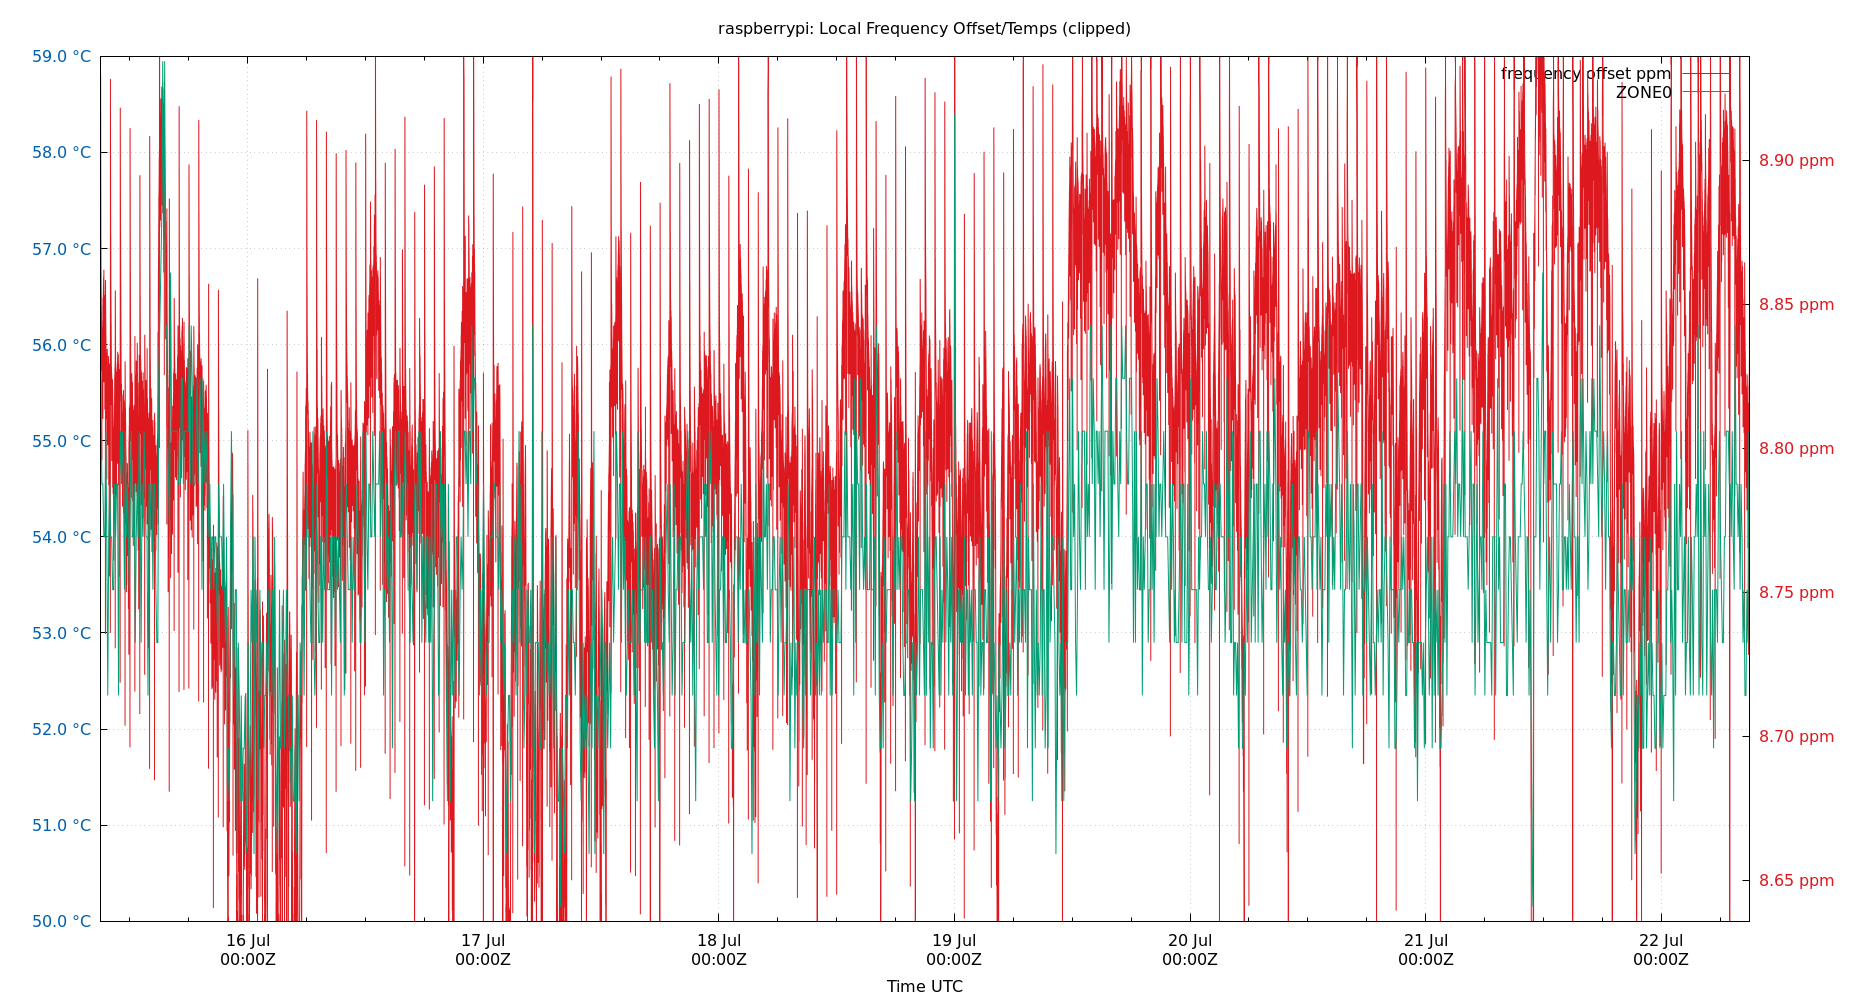 raspberrypi: Local Frequency Offset/Temps (clipped)
59.0 °C
58.0 °C
57.0 °C
56.0 °C
55.0 °C
54.0 °C
53.0 °C
52.0 °C
51.0 °C
50.0 °C
frequency offset ppm
ZONE0
8.90 ppm
8.85 ppm
8.80 ppm
8.75 ppm
8.70 ppm
8.65 ppm
16 Jul
00:00Z
17 Jul
00:00Z
18 Jul
00:00Z
19 Jul
00:00Z
20 Jul
00:00Z
21 Jul
00:00Z
22 Jul
00:00Z
Time UTC